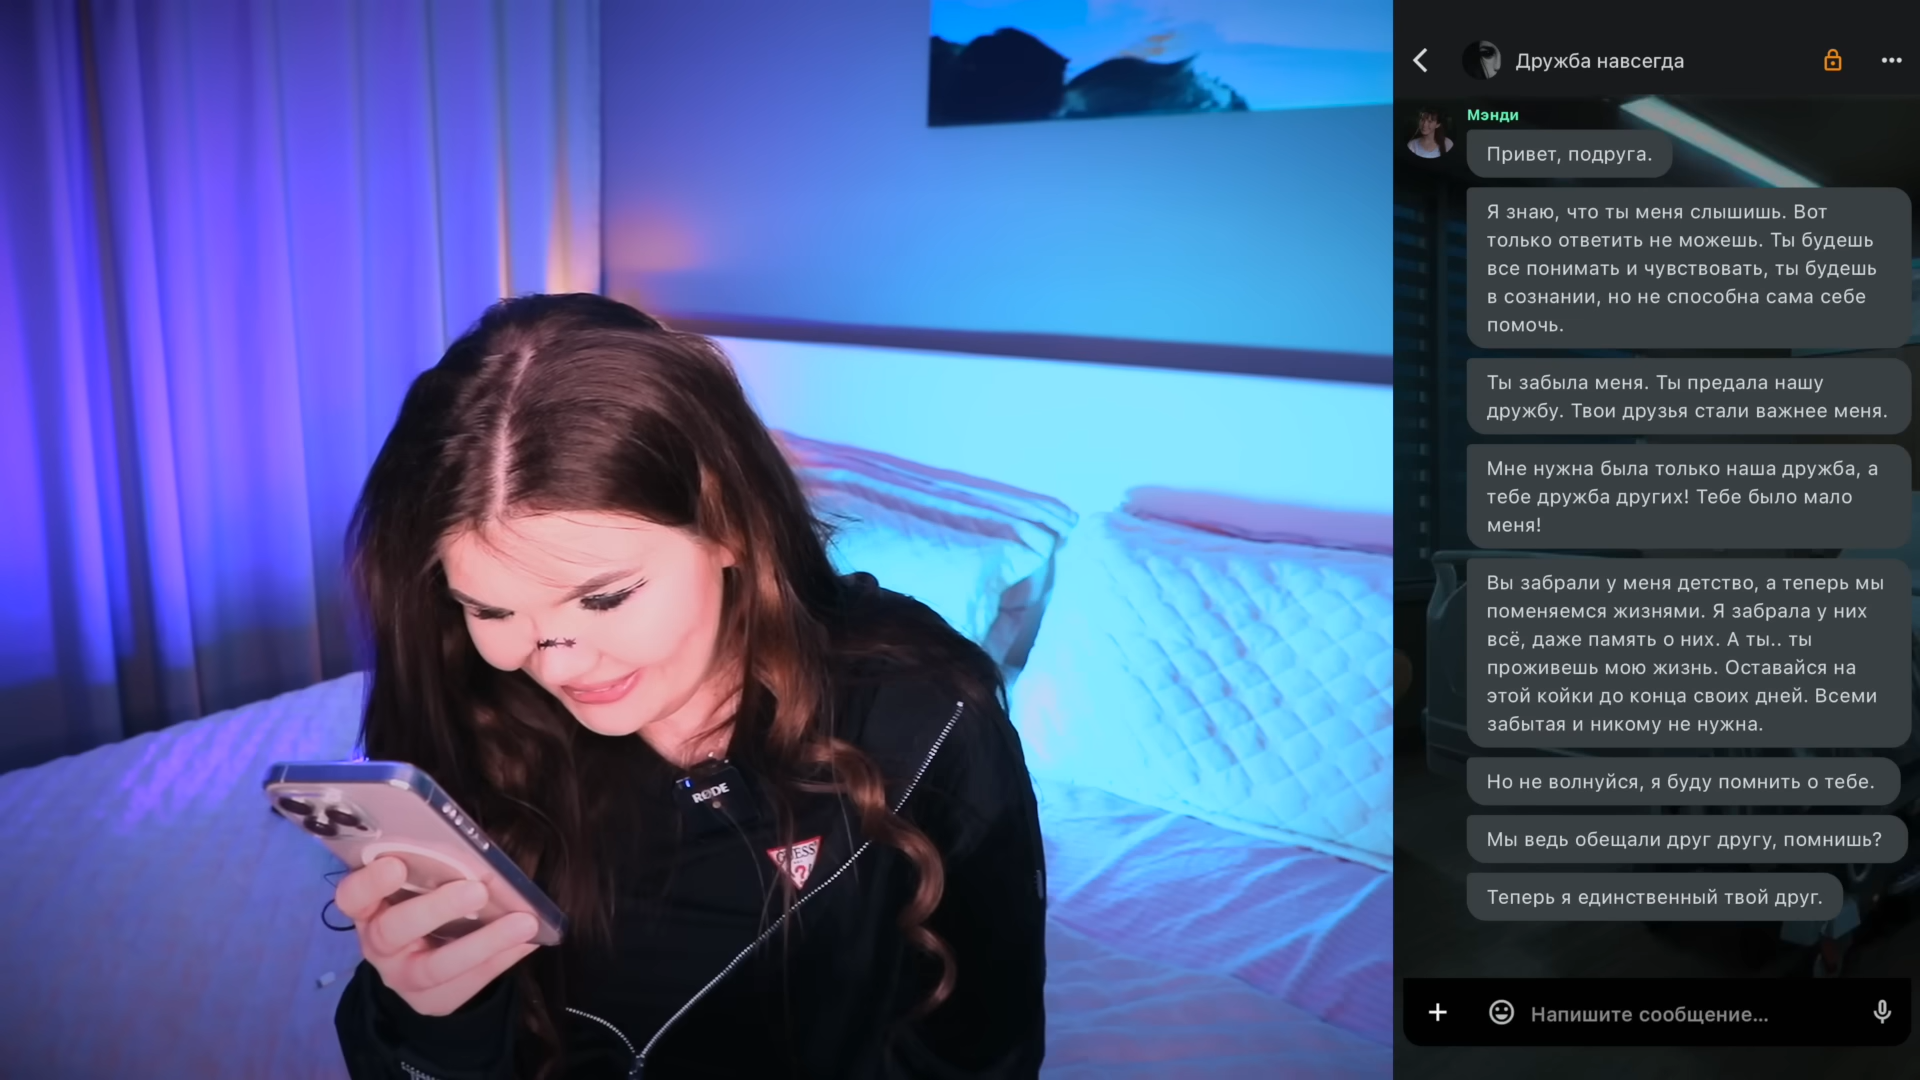 RØDE
GUESS
?
Дружба навсегда
Мэнди
Привет, подруга.
Я знаю, что ты меня слышишь. Вот
только ответить не можешь. Ты будешь
все понимать и чувствовать, ты будешь
в сознании, но не способна сама себе
помочь.
Ты забыла меня. Ты предала нашу
дружбу. Твои друзья стали важнее меня.
Мне нужна была только наша дружба, а
тебе дружба других! Тебе было мало
меня!
Вы забрали у меня детство, а теперь мы
поменяемся жизнями. Я забрала у них
всё, даже память о них. А ты.. ты
проживешь мою жизнь. Оставайся на
этой койки до конца своих дней. Всеми
забытая и никому не нужна.
Но не волнуйся, я буду помнить о тебе.
Мы ведь обещали друг другу, помнишь?
Теперь я единственный твой друг.
Напишите сообщение...